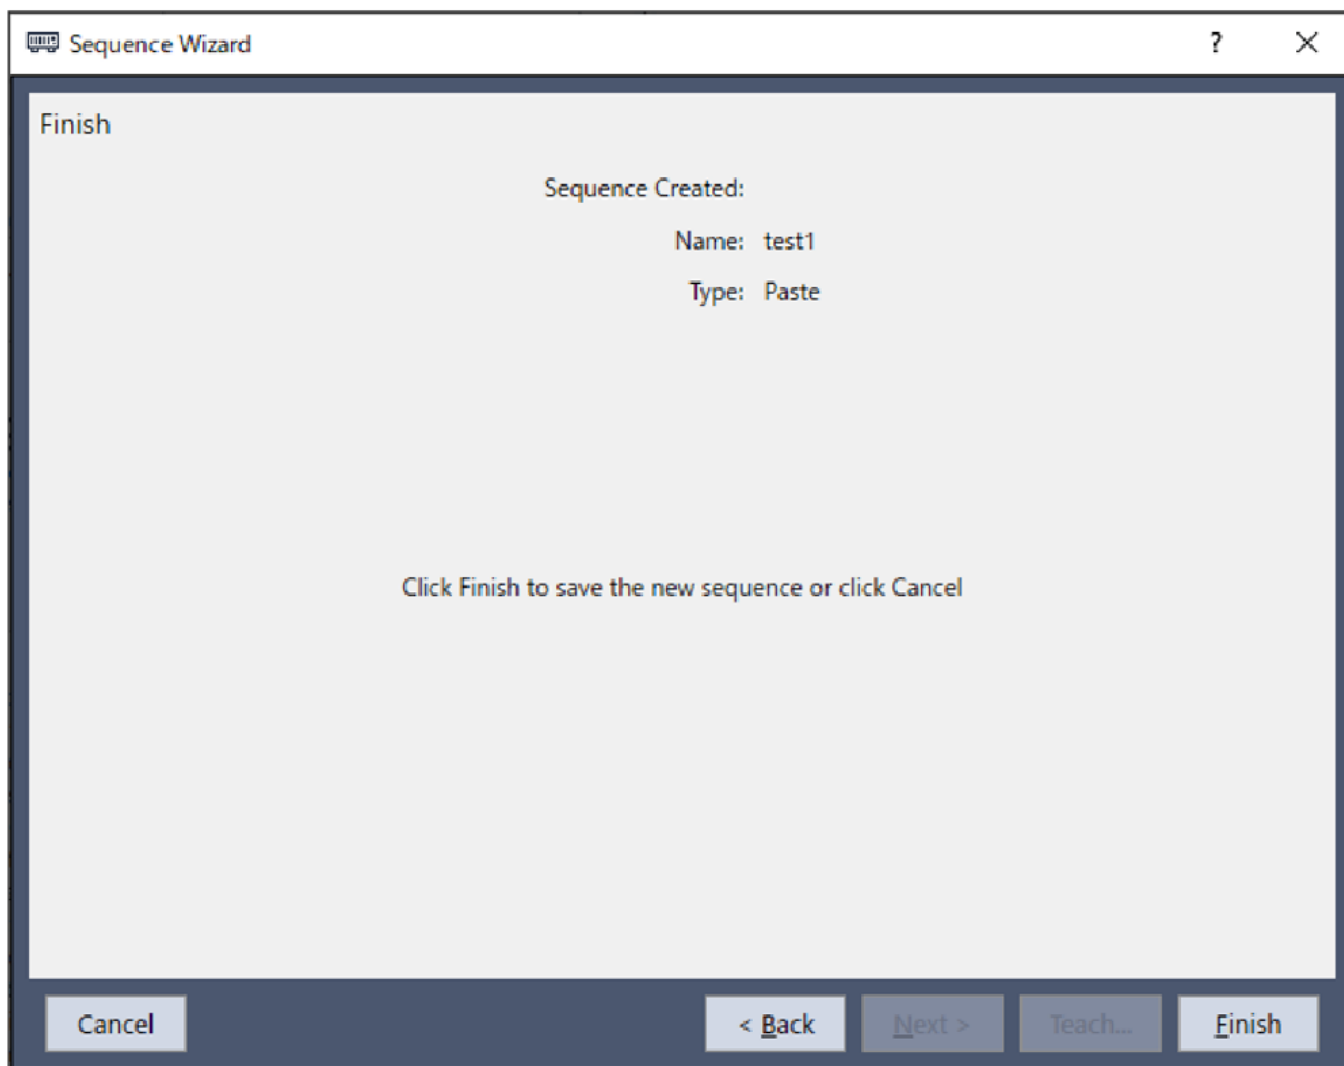 Sequence Wizard ? ×
Finish
Sequence Created:
Name: test1
Type: Paste
Click Finish to save the new sequence or click Cancel
Cancel < Back Next > Teach... Finish